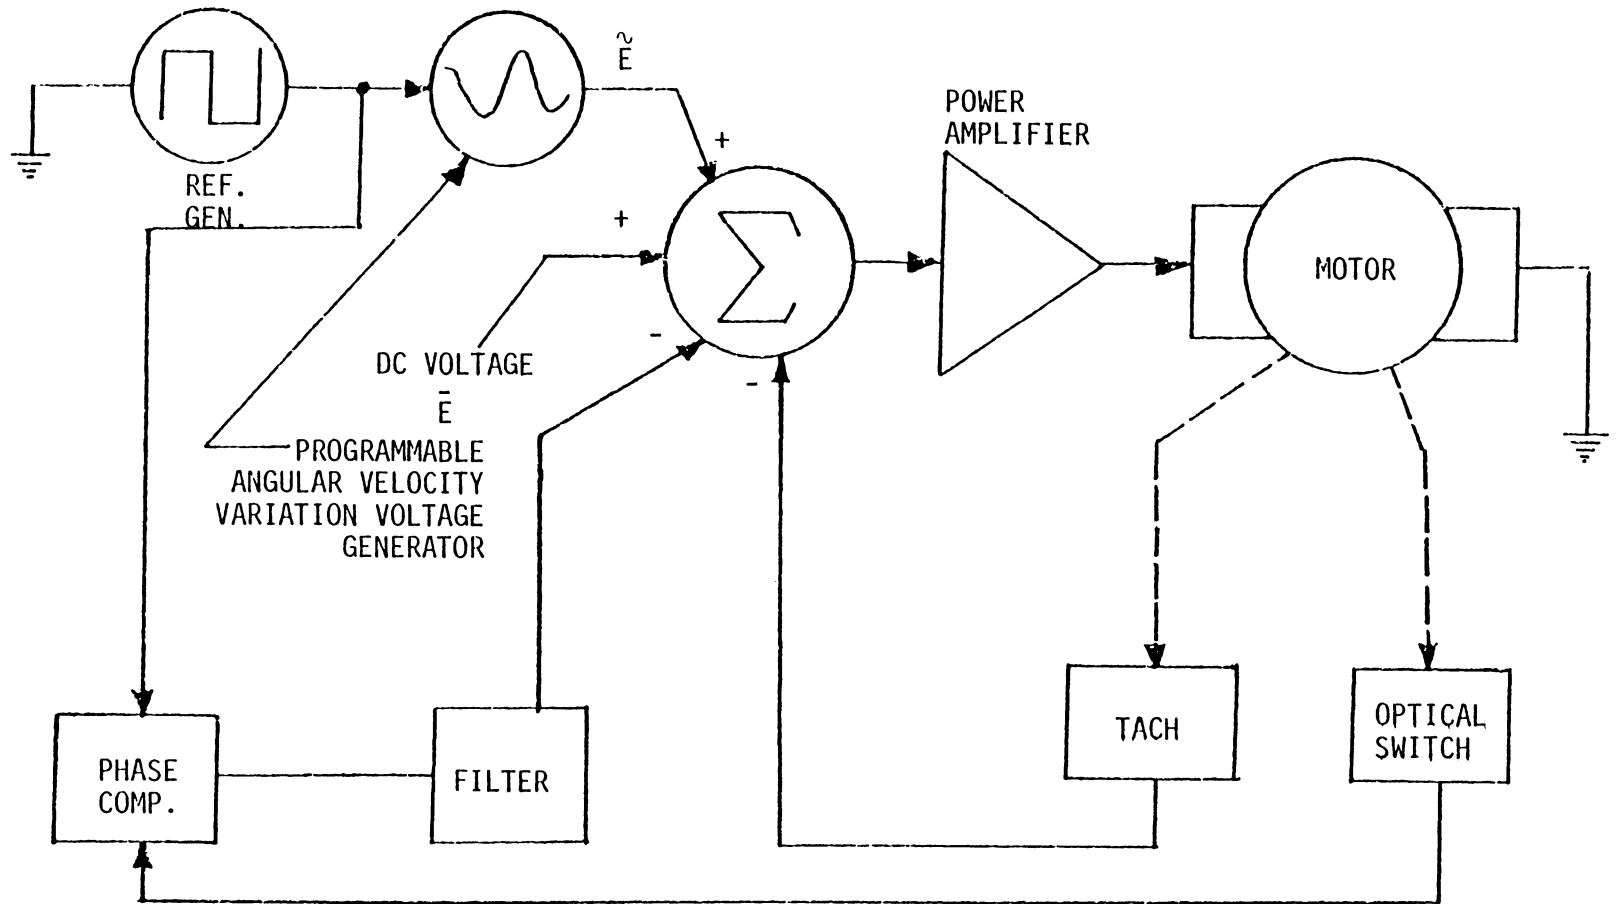 Ẽ
POWER
AMPLIFIER
REF.
GEN.
+
+
Σ
MOTOR
-
DC VOLTAGE
Ē
-
PROGRAMMABLE
ANGULAR VELOCITY
VARIATION VOLTAGE
GENERATOR
TACH
OPTICAL
SWITCH
PHASE
COMP.
FILTER